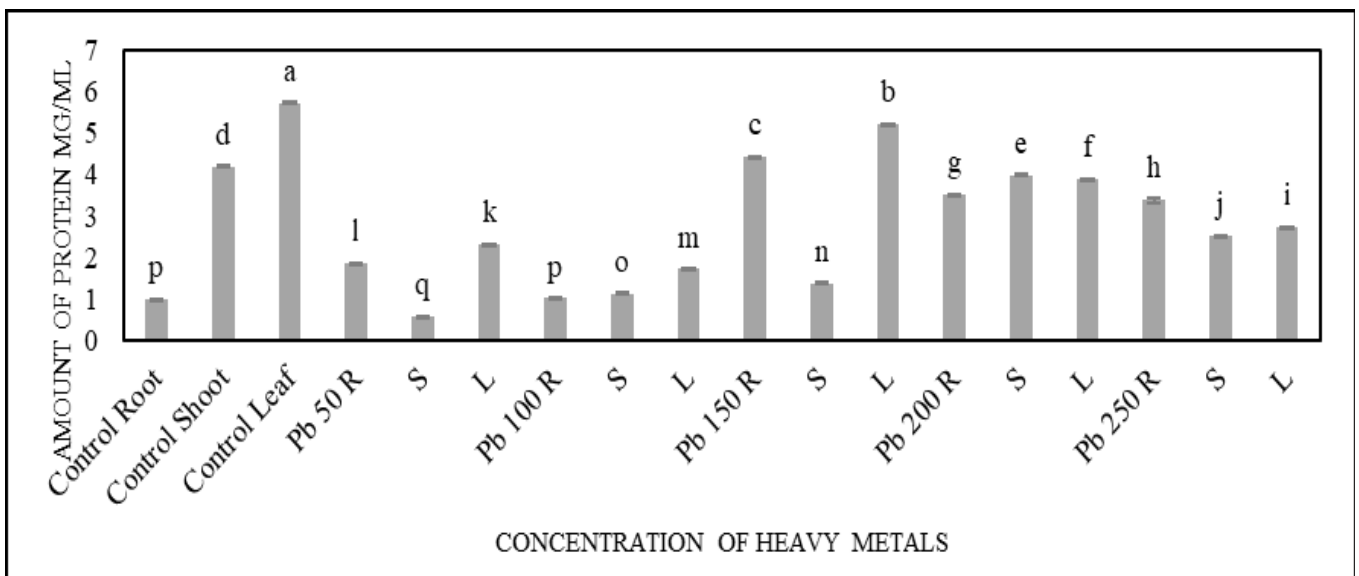 AMOUNT OF PROTEIN MG/ML
7
6
5
4
3
2
1
0
p
d
a
l
q
k
p
o
m
c
n
b
g
e
f
h
j
i
Control Root
Control Shoot
Control Leaf
Pb 50 R
S
L
Pb 100 R
S
L
Pb 150 R
S
L
Pb 200 R
S
L
Pb 250 R
S
L
CONCENTRATION OF HEAVY METALS